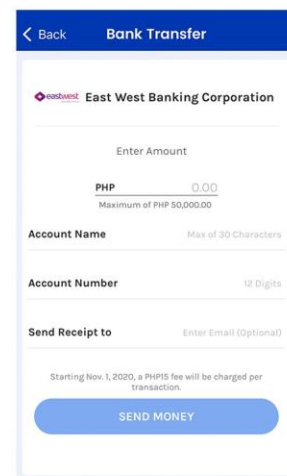 Back Bank Transfer
eastwest East West Banking Corporation
Enter Amount
PHP 0.00
Maximum of PHP 50,000.00
Account Name Max of 30 Characters
Account Number 12 Digits
Send Receipt to Enter Email (Optional)
Starting Nov. 1, 2020, a PHP15 fee will be charged per
transaction.
SEND MONEY